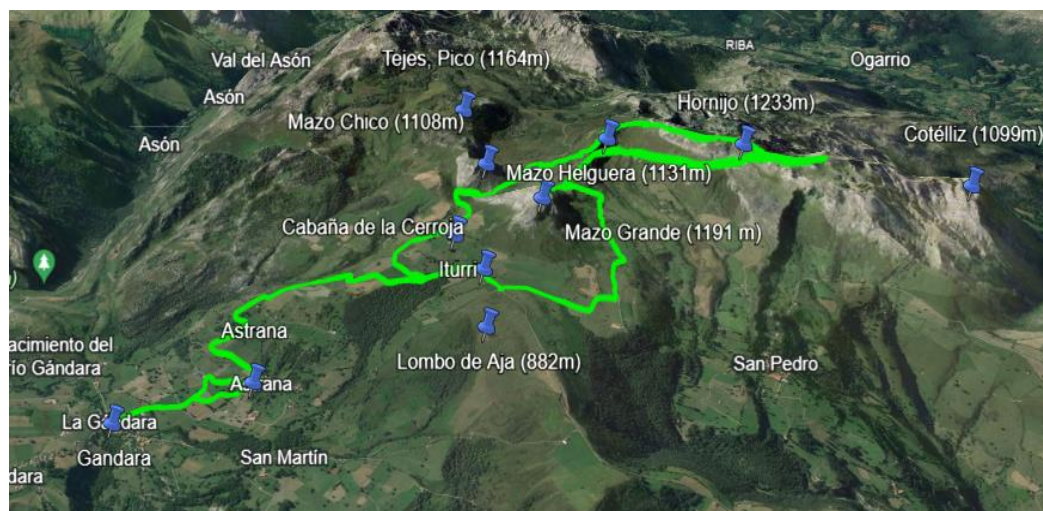 RIBA
Val del Asón
Tejes, Pico (1164m)
Ogarrio
Asón
Hornijo (1233m)
Mazo Chico (1108m)
Cotélliz (1099m)
Asón
Mazo Helguera (1131m)
Cabaña de la Cerroja
Mazo Grande (1191 m)
)
Iturri
Astrana
acimiento del
río Gándara
Lombo de Aja (882m)
San Pedro
Astrana
La Gándara
Gandara
San Martín
dara